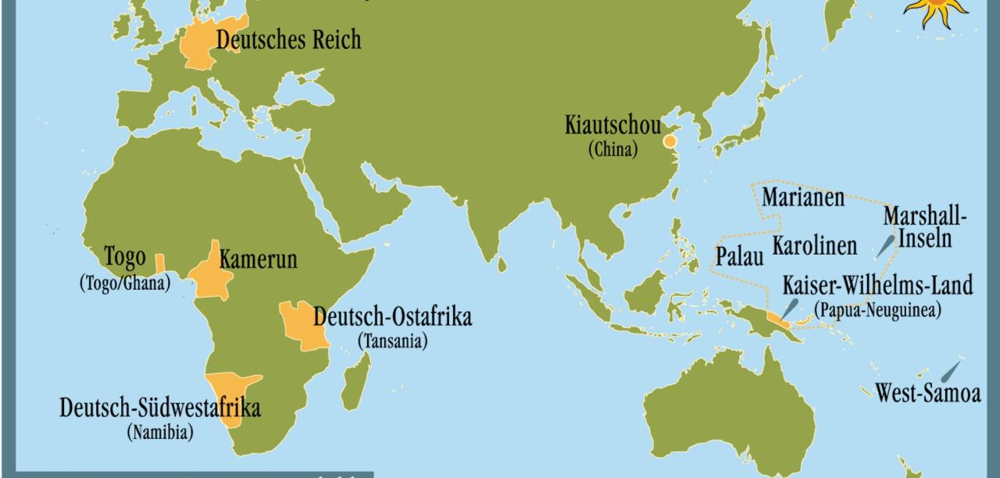 Deutsches Reich
Kiautschou
(China)
Marianen
Marshall-
Inseln
Karolinen
Palau
Togo
(Togo/Ghana)
Kamerun
Kaiser-Wilhelms-Land
(Papua-Neuguinea)
Deutsch-Ostafrika
(Tansania)
West-Samoa
Deutsch-Südwestafrika
(Namibia)